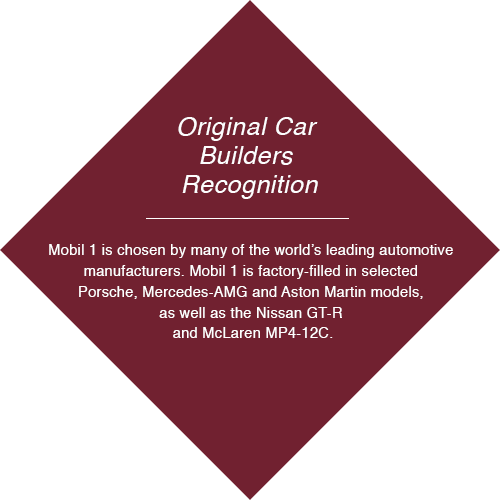 Original Car
Builders
Recognition
Mobil 1 is chosen by many of the world’s leading automotive
manufacturers. Mobil 1 is factory-filled in selected
Porsche, Mercedes-AMG and Aston Martin models,
as well as the Nissan GT-R
and McLaren MP4-12C.